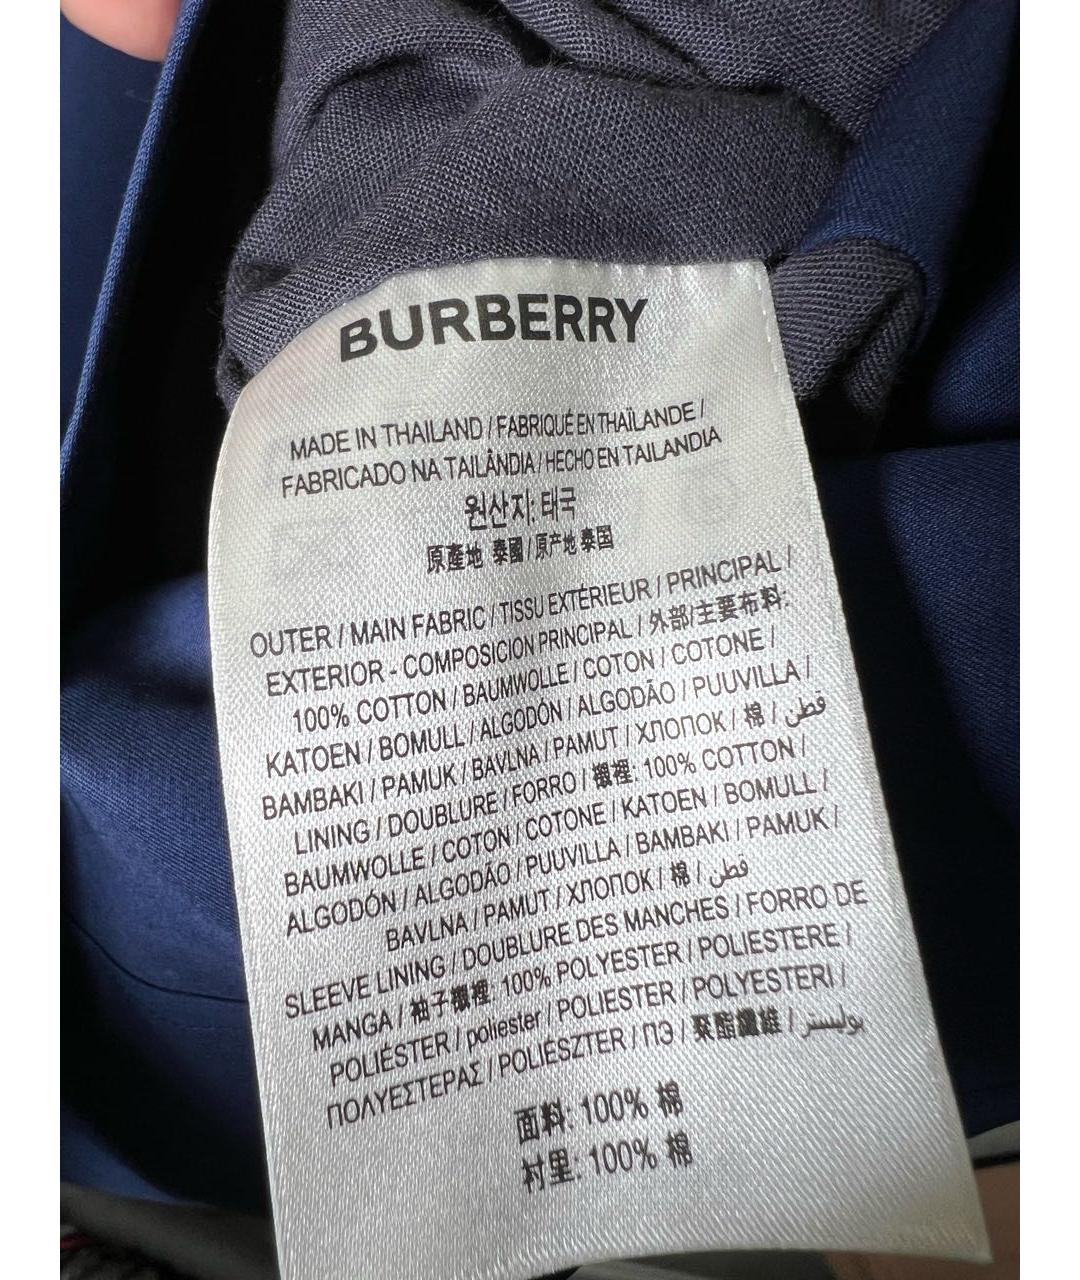 BURBERRY
MADE IN THAILAND / FABRIQUÉ EN THAÏLANDE /
FABRICADO NA TAILÂNDIA / HECHO EN TAILANDIA
원산지: 태국
原產地 泰國 / 原产地 泰国
OUTER / MAIN FABRIC / TISSU EXTÉRIEUR / PRINCIPAL /
EXTERIOR - COMPOSICION PRINCIPAL / 外部/主要布料:
100% COTTON / BAUMWOLLE / COTON / COTONE /
KATOEN / BOMULL / ALGODÓN / ALGODÃO / PUUVILLA /
BAMBAKI / PAMUK / BAVLNA / PAMUT / ХЛОПОК / 棉 / قطن
LINING / DOUBLURE / FORRO / 襯裡: 100% COTTON /
BAUMWOLLE / COTON / COTONE / KATOEN / BOMULL /
ALGODÓN / ALGODÃO / PUUVILLA / BAMBAKI / PAMUK /
BAVLNA / PAMUT / ХЛОПОК / 棉 / قطن
SLEEVE LINING / DOUBLURE DES MANCHES / FORRO DE
MANGA / 袖子襯裡: 100% POLYESTER / POLIESTERE /
POLIÉSTER / poliester / POLIESTER / POLYESTERI /
ΠΟΛΥΕΣΤΕΡΑΣ / POLIÉSZTER / ПЭ / 聚酯纖維 / بوليستر
面料: 100% 棉
衬里: 100% 棉